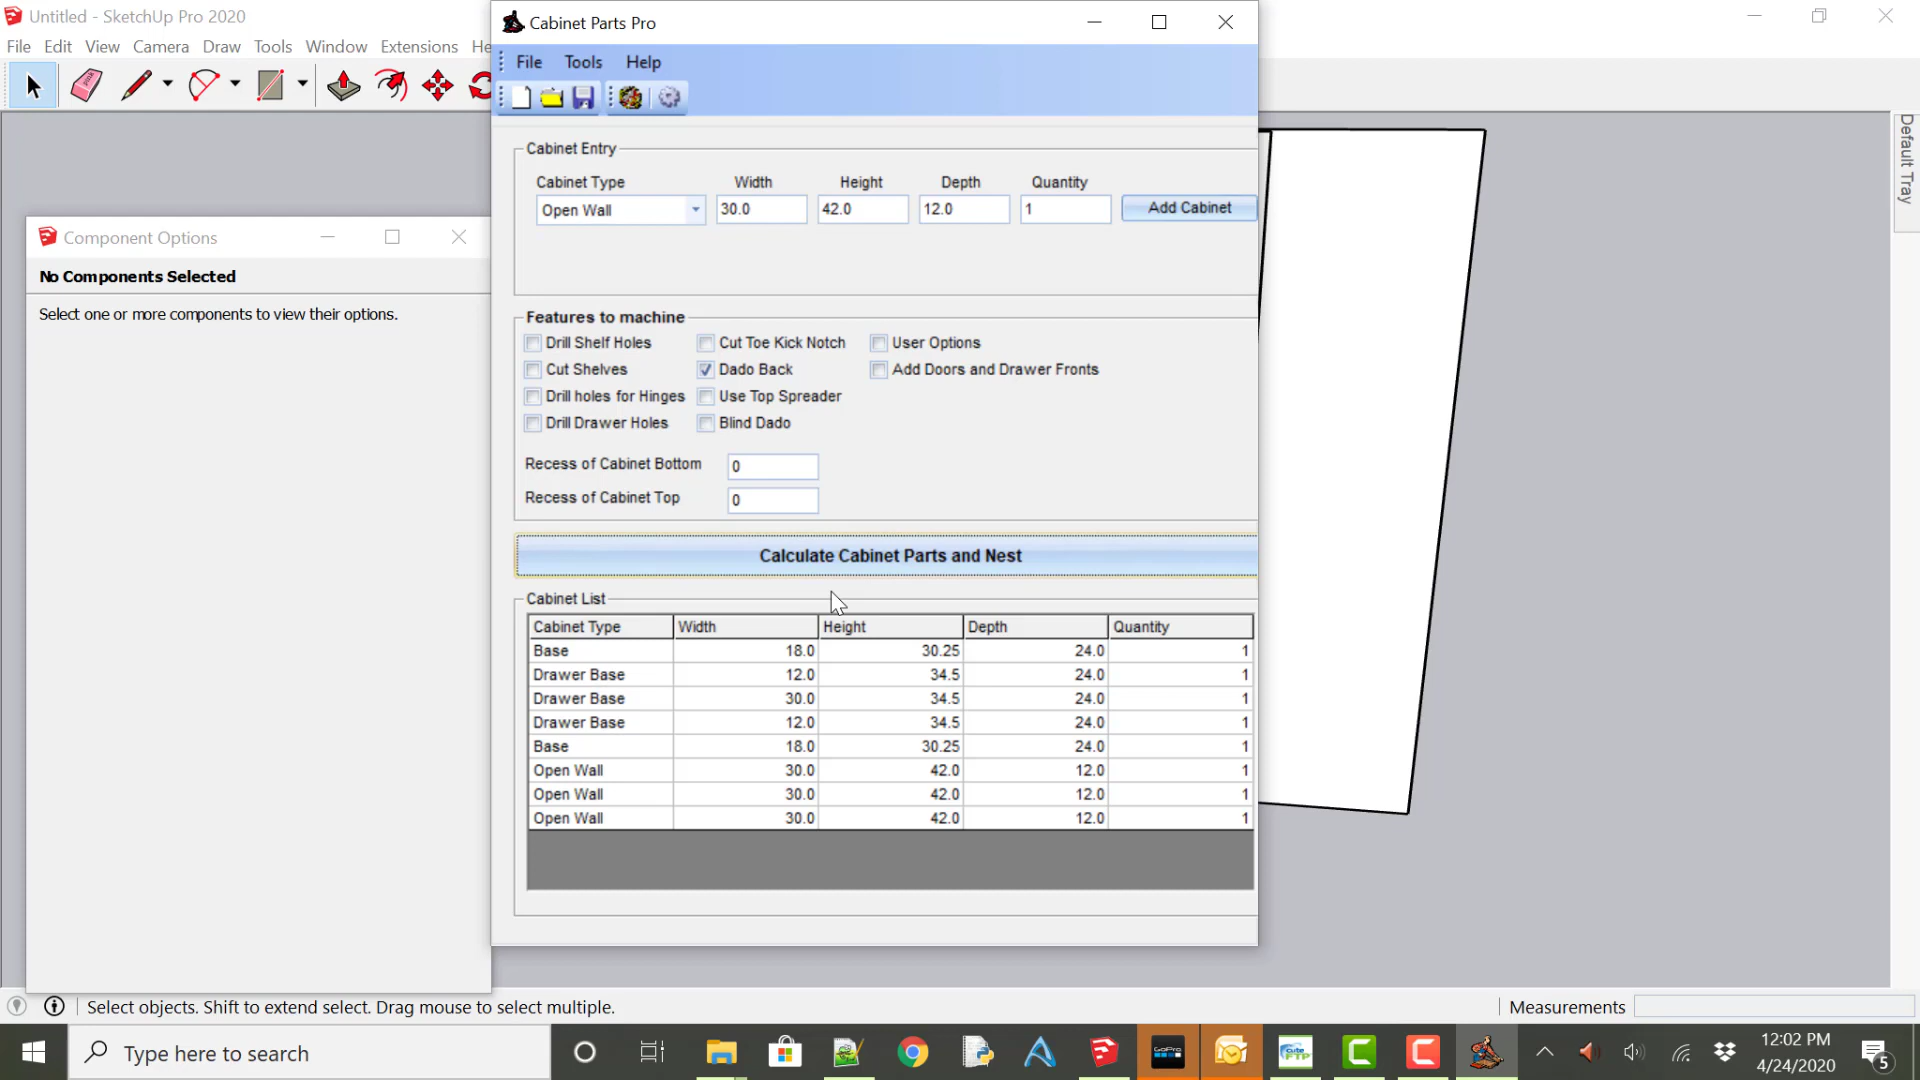 Untitled - SketchUp Pro 2020
File Edit View Camera Draw Tools Window Extensions He
Cabinet Parts Pro
File Tools Help
Cabinet Entry
Cabinet Type Width Height Depth Quantity
Open Wall 30.0 42.0 12.0 1 Add Cabinet
Component Options
No Components Selected
Select one or more components to view their options.
Features to machine
Drill Shelf Holes Cut Toe Kick Notch User Options
Cut Shelves Dado Back Add Doors and Drawer Fronts
Drill holes for Hinges Use Top Spreader
Drill Drawer Holes Blind Dado
Recess of Cabinet Bottom 0
Recess of Cabinet Top 0
Calculate Cabinet Parts and Nest
Cabinet List
Cabinet Type Width Height Depth Quantity
Base 18.0 30.25 24.0 1
Drawer Base 12.0 34.5 24.0 1
Drawer Base 30.0 34.5 24.0 1
Drawer Base 12.0 34.5 24.0 1
Base 18.0 30.25 24.0 1
Open Wall 30.0 42.0 12.0 1
Open Wall 30.0 42.0 12.0 1
Open Wall 30.0 42.0 12.0 1
Default Tray
Select objects. Shift to extend select. Drag mouse to select multiple.
Measurements
Type here to search
GoPro
cute FTP
12:02 PM
4/24/2020
5